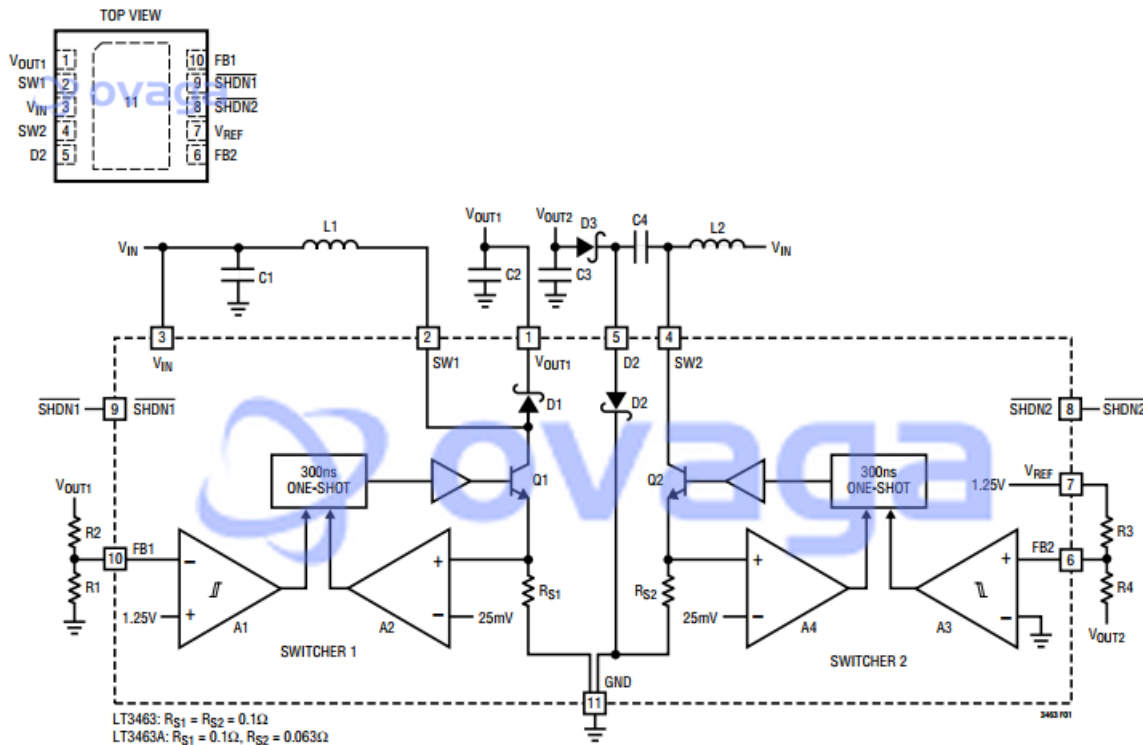 TOP VIEW
VOUT1 1
10 FB1
SW1 2
9 SHDN1
VIN 3
11
8 SHDN2
SW2 4
7 VREF
D2 5
6 FB2
ovaga
VIN
L1
C1
VOUT1
C2
VOUT2
D3
C3
C4
L2
VIN
3
2
1
5
4
VIN
SW1
VOUT1
D2
SW2
SHDN1 9 SHDN1
SHDN2 8 SHDN2
D1
D2
ovaga
300ns
ONE-SHOT
Q1
Q2
300ns
ONE-SHOT
VREF
1.25V
7
VOUT1
R2
10 FB1
R1
R3
FB2
6
R4
VOUT2
−
+
1.25V
A1
+
−
A2
25mV
RS1
RS2
+
−
25mV
A4
+
−
A3
SWITCHER 1
SWITCHER 2
GND
11
3463 F01
LT3463: RS1 = RS2 = 0.1Ω
LT3463A: RS1 = 0.1Ω, RS2 = 0.063Ω